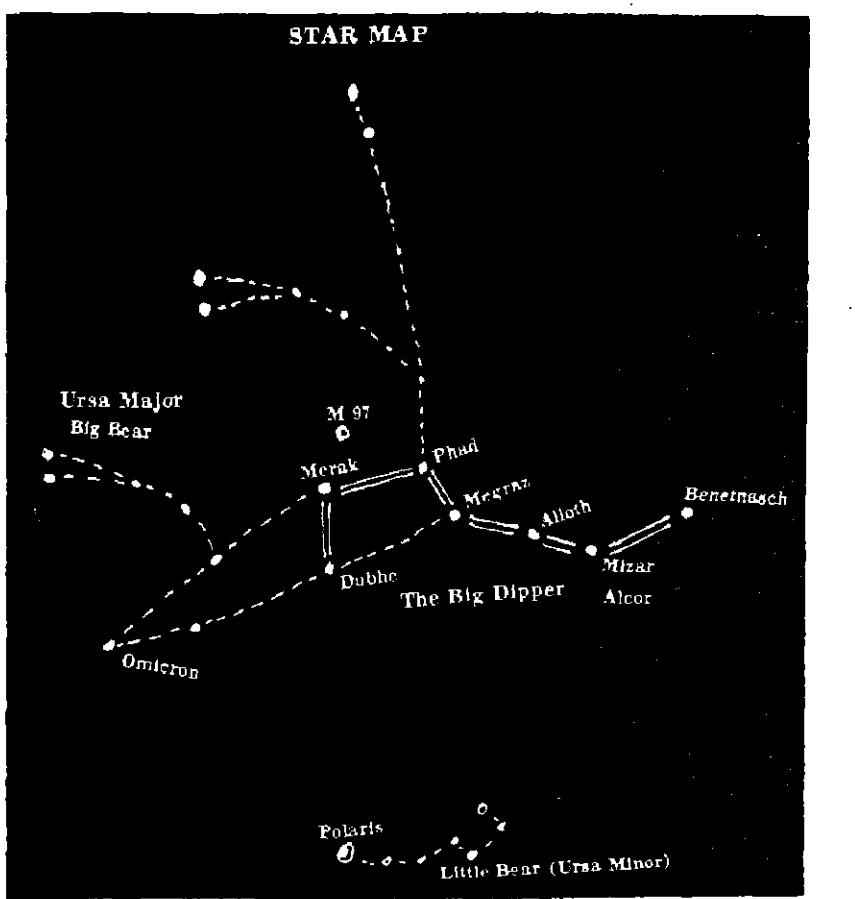 STAR MAP
Ursa Major
Big Bear
M 97
Merak
Phad
Megraz
Alioth
Benetnasch
Mizar
Alcor
Dubhe
The Big Dipper
Omicron
Polaris
Little Bear (Ursa Minor)